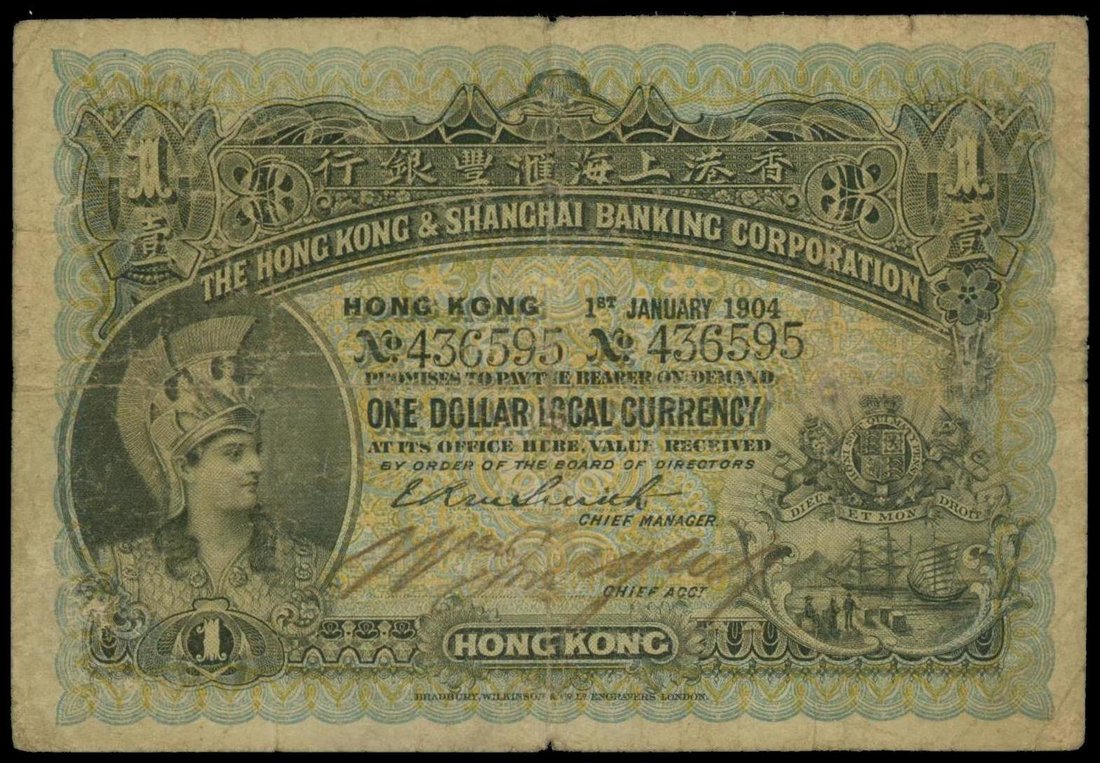 香港上海滙豐銀行
1
壹
1
壹
THE HONG KONG & SHANGHAI BANKING CORPORATION
HONG KONG 1ST JANUARY 1904
No. 436595 No. 436595
PROMISES TO PAY THE BEARER ON DEMAND
ONE DOLLAR LOCAL CURRENCY
AT ITS OFFICE HERE, VALUE RECEIVED
BY ORDER OF THE BOARD OF DIRECTORS
CHIEF MANAGER.
CHIEF ACCT
DIEU ET MON DROIT
1
HONG KONG
BRADBURY, WILKINSON & Co. Ld. ENGRAVERS LONDON.